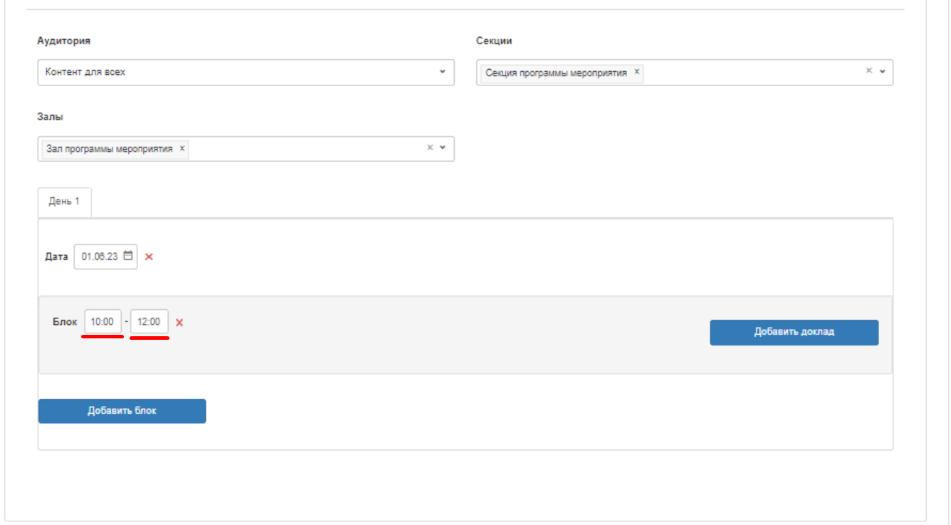 Аудитория
Секции
Контент для всех
Секция программы мероприятия x
Залы
Зал программы мероприятия x
День 1
Дата 01.08.23
Блок 10:00 - 12:00
Добавить доклад
Добавить блок